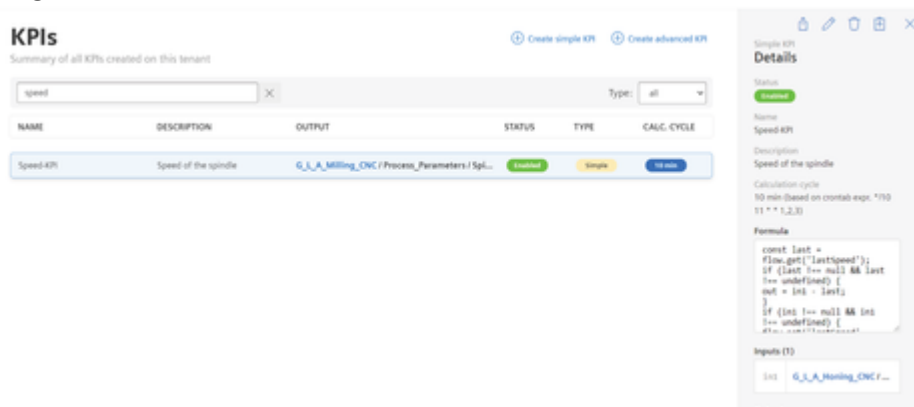 KPIs
Create simple KPI
Create advanced KPI
Summary of all KPIs created on this tenant
speed
Type: all
NAME DESCRIPTION OUTPUT STATUS TYPE CALC. CYCLE
Speed-KPI Speed of the spindle G_L_A_Milling_CNC / Process_Parameters / Spi... Enabled Simple 10 min
Simple KPI
Details
Status
Enabled
Name
Speed-KPI
Description
Speed of the spindle
Calculation cycle
10 min (based on crontab expr. */10
11 * * 1,2,3)
Formula
const last =
flow.get("lastSpeed");
if (last !== null && last
!== undefined) {
out = in1 - last;
}
if (in1 !== null && in1
!== undefined) {
Inputs (1)
in1 G_L_A_Honing_CNC / ...